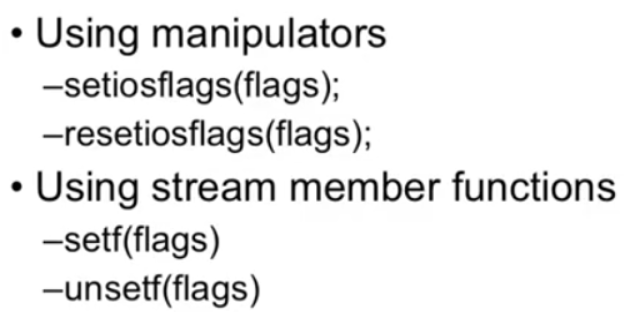 • Using manipulators
–setiosflags(flags);
–resetiosflags(flags);
• Using stream member functions
–setf(flags)
–unsetf(flags)